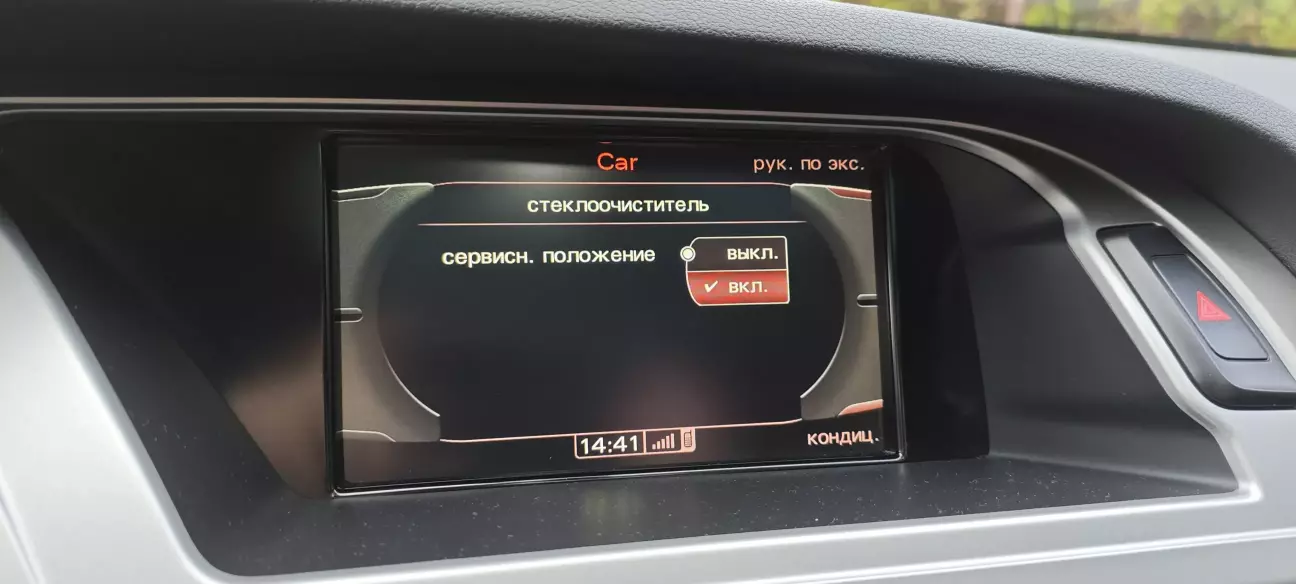 Car
рук. по экс.
стеклоочиститель
сервисн. положение
выкл.
✓ вкл.
14:41
кондиц.